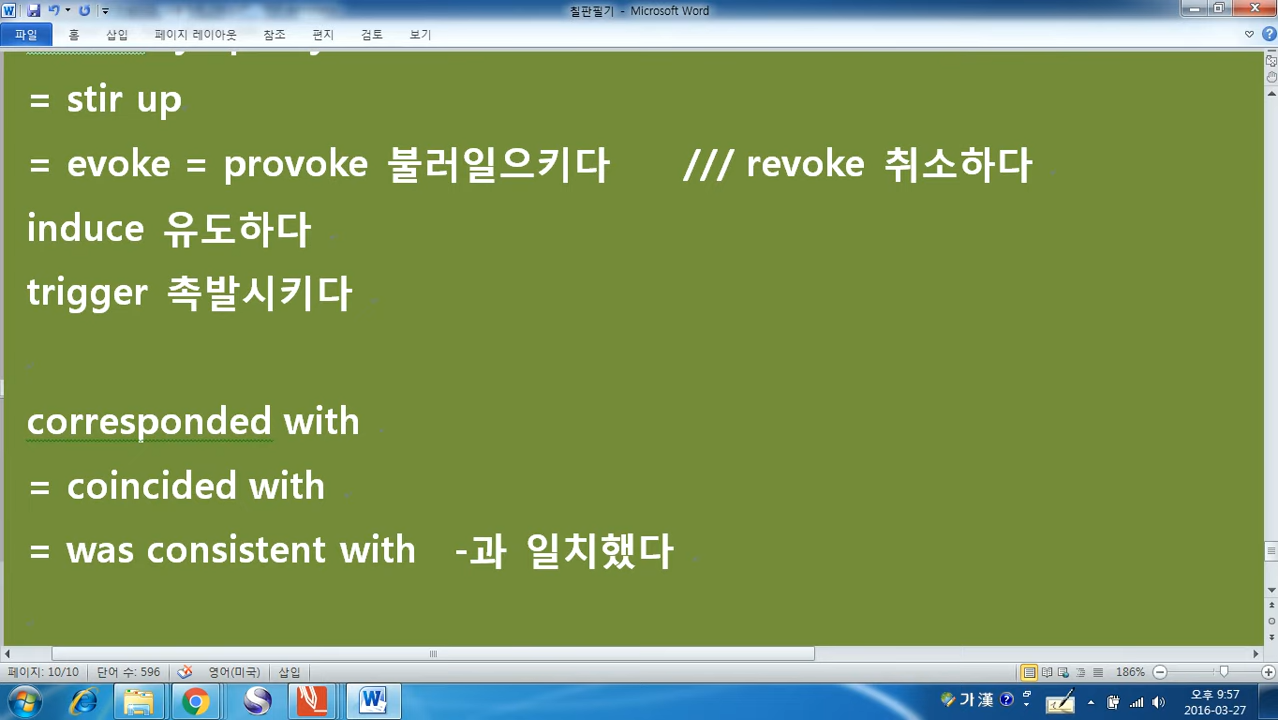 칠판필기 - Microsoft Word
파일 홈 삽입 페이지 레이아웃 참조 편지 검토 보기
= stir up
= evoke = provoke 불러일으키다 /// revoke 취소하다
induce 유도하다
trigger 촉발시키다
corresponded with
= coincided with
= was consistent with -과 일치했다
페이지: 10/10 단어 수: 596 영어(미국) 삽입 186%
가 漢 오후 9:57
2016-03-27